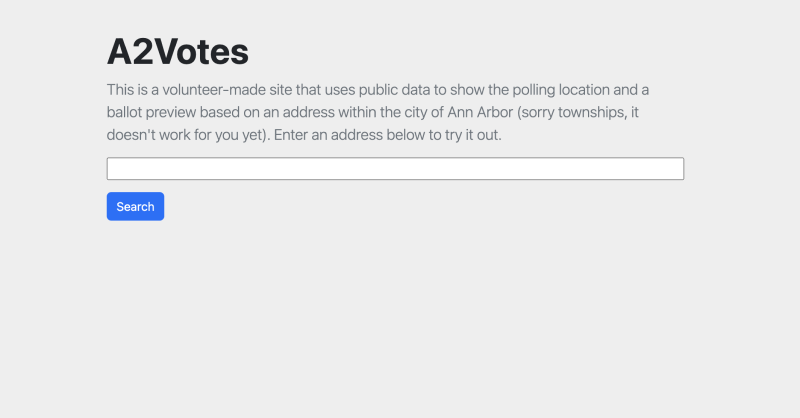 A2Votes
This is a volunteer-made site that uses public data to show the polling location and a
ballot preview based on an address within the city of Ann Arbor (sorry townships, it
doesn't work for you yet). Enter an address below to try it out.
Search